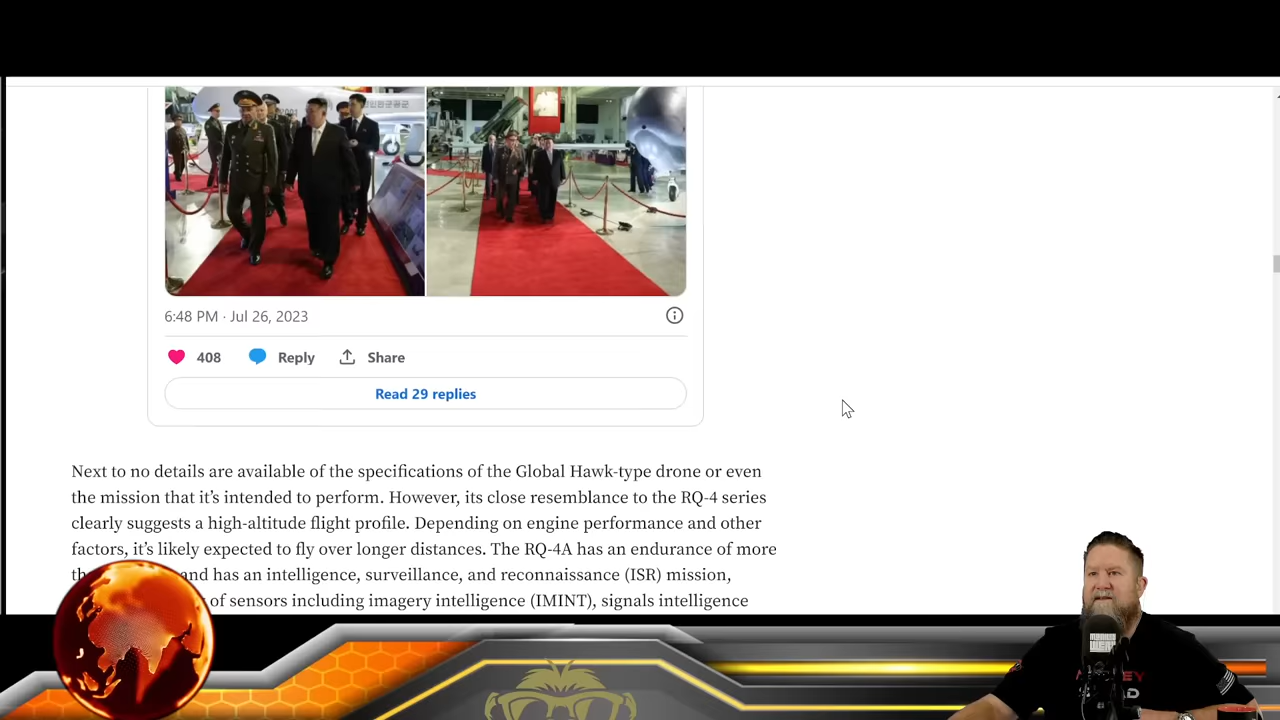 6:48 PM · Jul 26, 2023
408 Reply Share
Read 29 replies
Next to no details are available of the specifications of the Global Hawk-type drone or even
the mission that it's intended to perform. However, its close resemblance to the RQ-4 series
clearly suggests a high-altitude flight profile. Depending on engine performance and other
factors, it's likely expected to fly over longer distances. The RQ-4A has an endurance of more
and has an intelligence, surveillance, and reconnaissance (ISR) mission,
of sensors including imagery intelligence (IMINT), signals intelligence